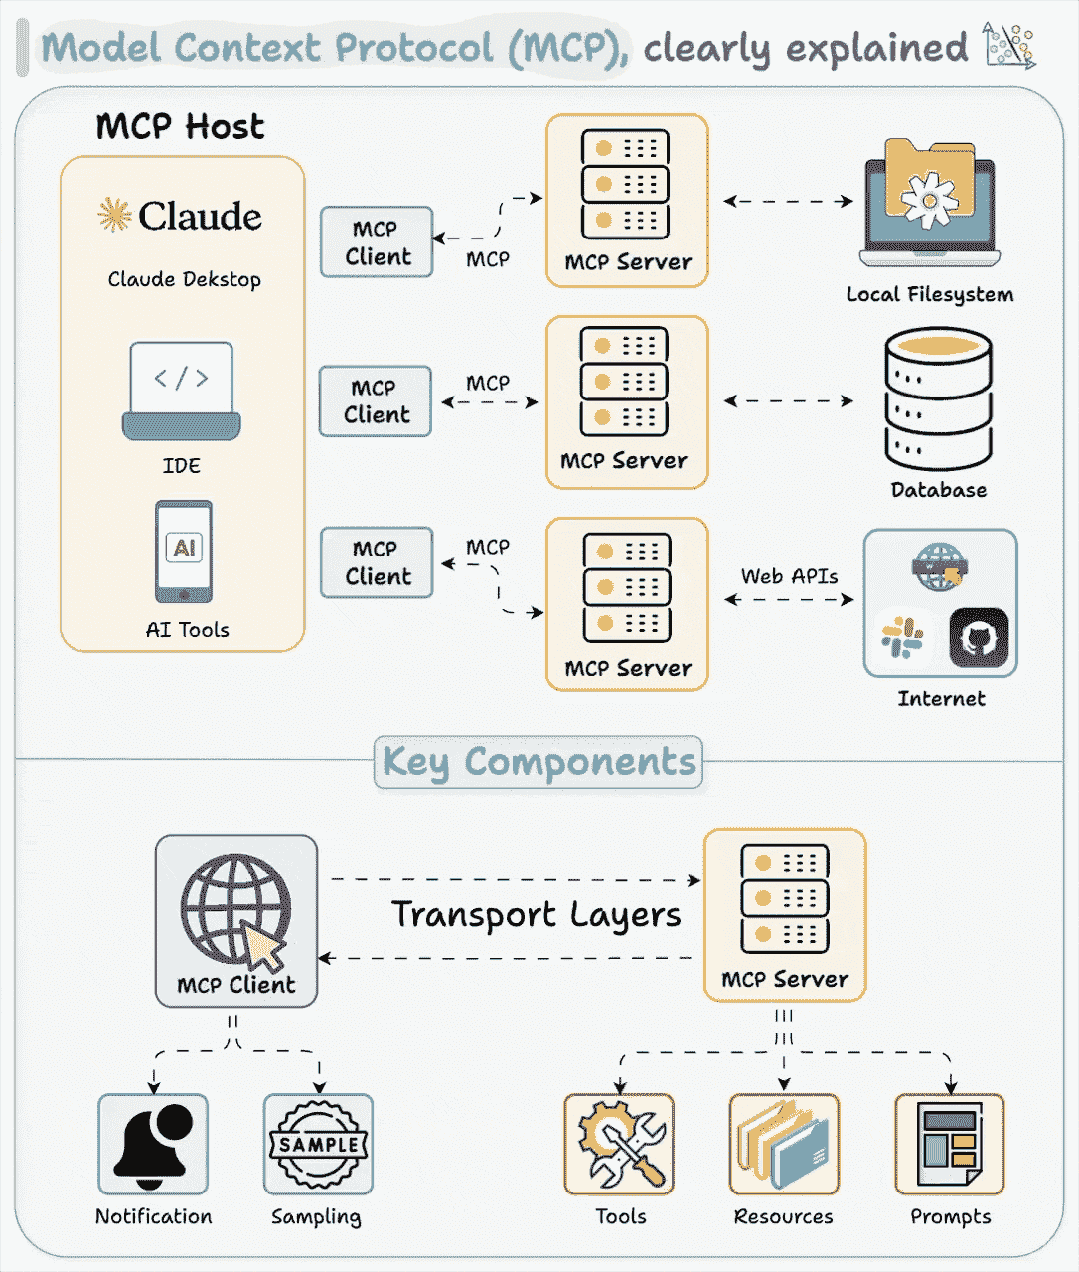 Model Context Protocol (MCP), clearly explained
MCP Host
Claude
Claude Dekstop
IDE
AI
AI Tools
MCP
Client
MCP
MCP Server
Local Filesystem
MCP
Client
MCP
MCP Server
Database
MCP
Client
MCP
MCP Server
Web APIs
Internet
Key Components
MCP Client
Transport Layers
MCP Server
Notification
SAMPLE
Sampling
Tools
Resources
Prompts